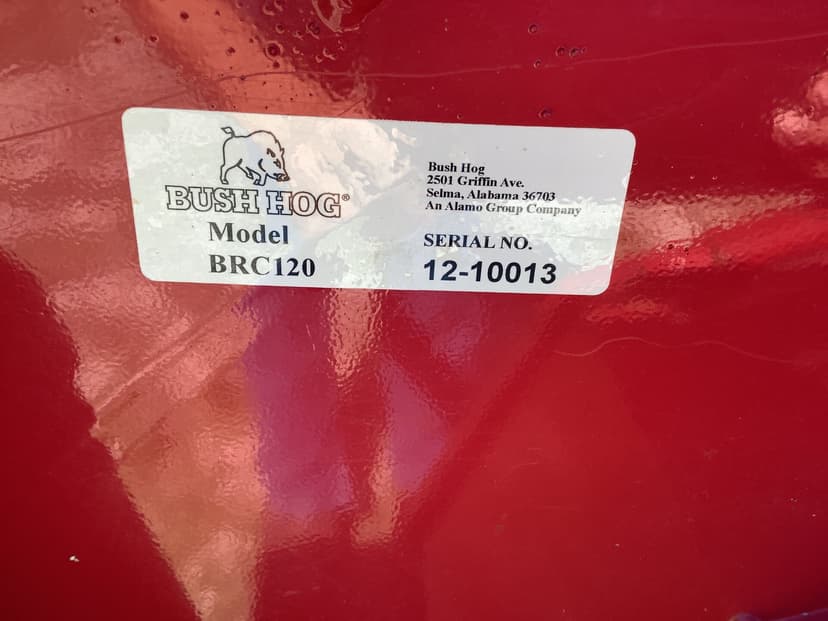 BUSH HOG®
Model
BRC120
Bush Hog
2501 Griffin Ave.
Selma, Alabama 36703
An Alamo Group Company
SERIAL NO.
12-10013